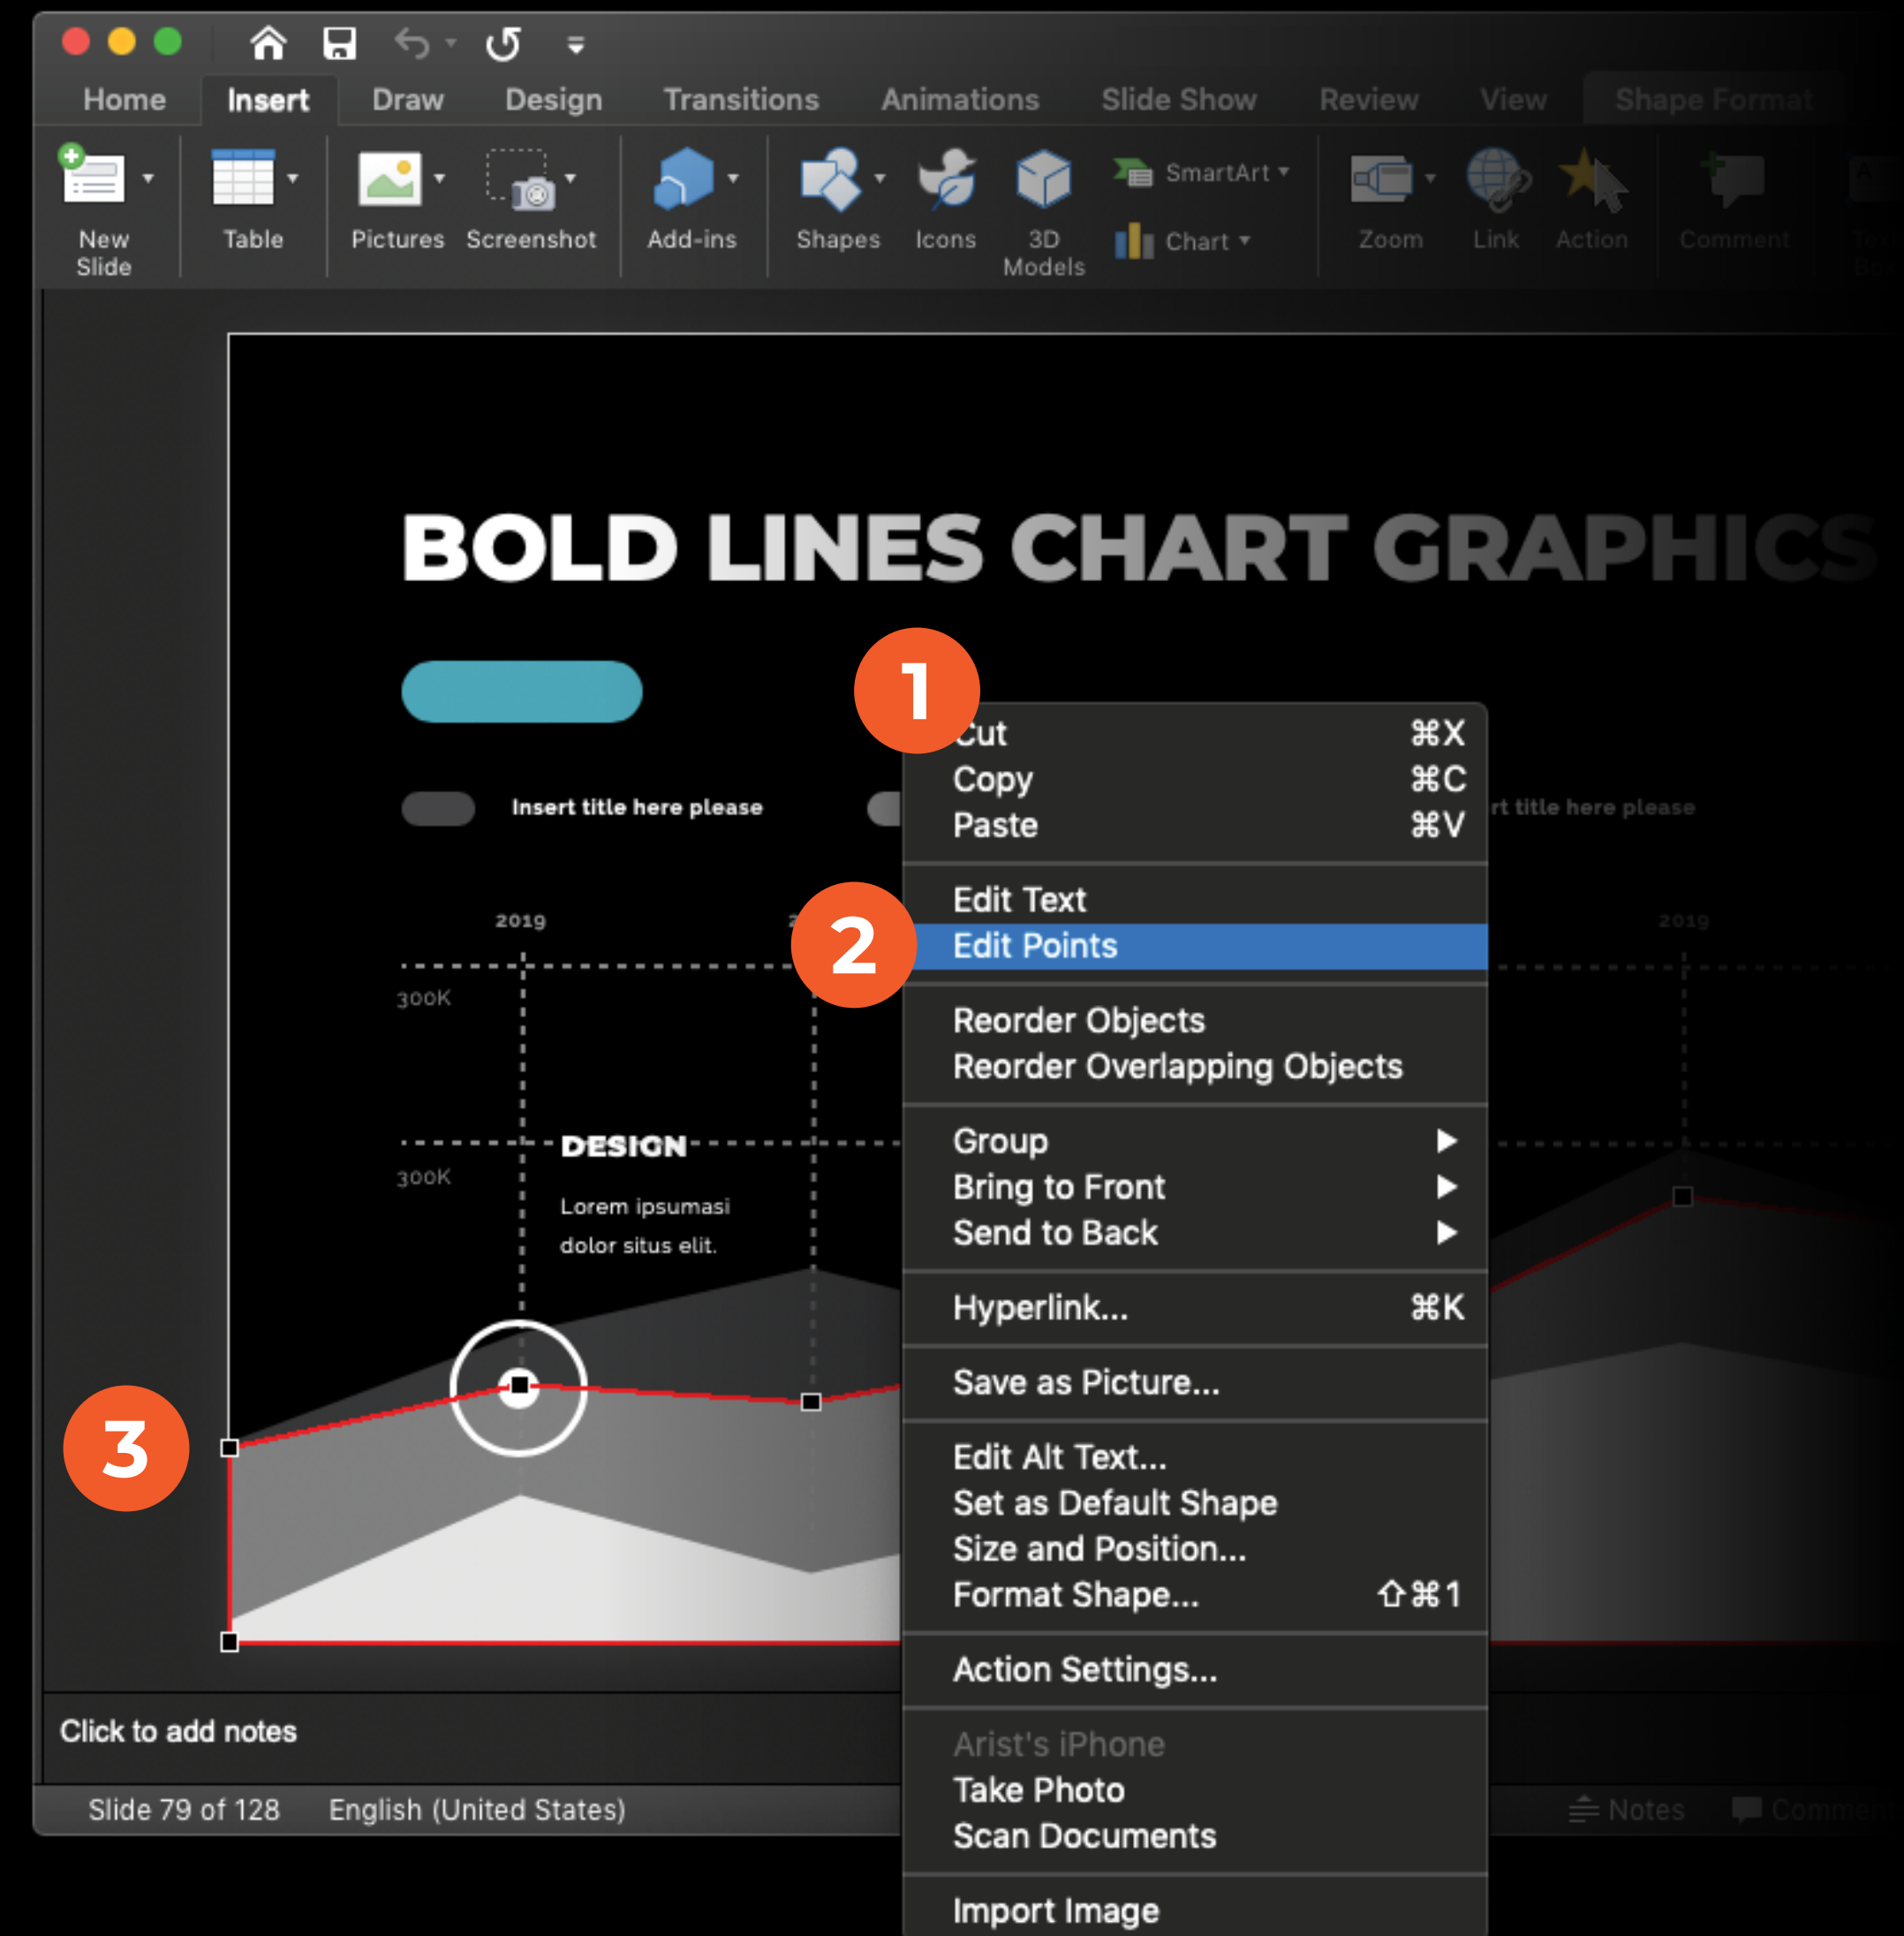 Home Insert Draw Design Transitions Animations Slide Show Review View Shape Format
New Slide
Table
Pictures
Screenshot
Add-ins
Shapes
Icons
3D Models
SmartArt
Chart
Zoom
Link
Action
Comment
BOLD LINES CHART GRAPHICS
Insert title here please
rt title here please
2019
2019
300K
300K
DESIGN
Lorem ipsumasi
dolor situs elit.
1
Cut ⌘X
Copy ⌘C
Paste ⌘V
Edit Text
2
Edit Points
Reorder Objects
Reorder Overlapping Objects
Group
Bring to Front
Send to Back
Hyperlink... ⌘K
Save as Picture...
Edit Alt Text...
Set as Default Shape
Size and Position...
Format Shape... ⇧⌘1
Action Settings...
Arist's iPhone
Take Photo
Scan Documents
Import Image
3
Click to add notes
Slide 79 of 128 English (United States)
Notes